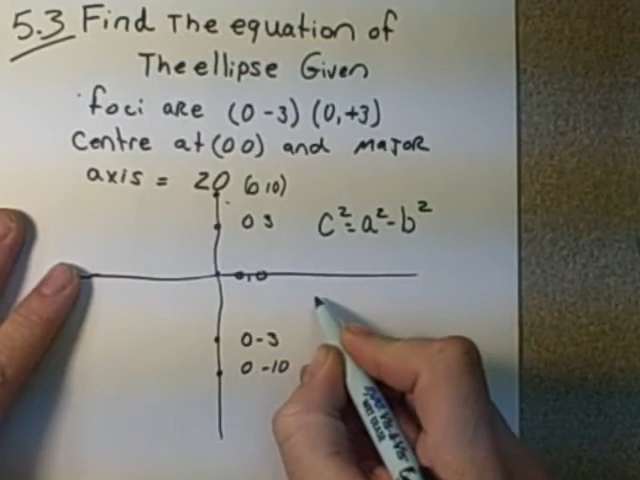 5.3 Find The equation of
The ellipse Given
foci are (0 -3) (0,+3)
Centre at (0 0) and major
axis = 20 (0 10)
0 3 c²=a²-b²
0,0
0-3
0 -10